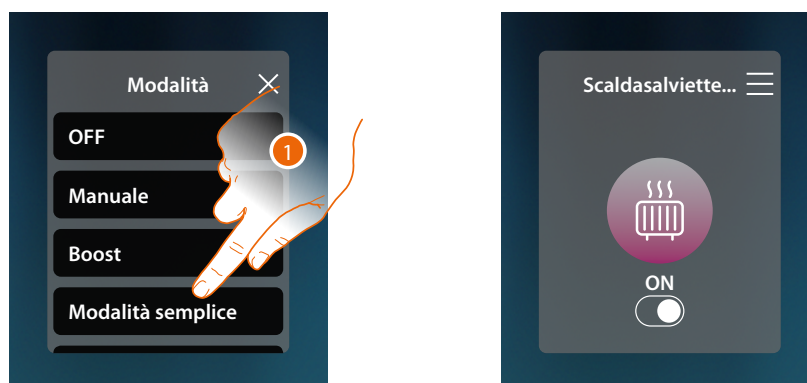 Modalità
OFF
1
Manuale
Boost
Modalità semplice
Scaldasalviette...
ON